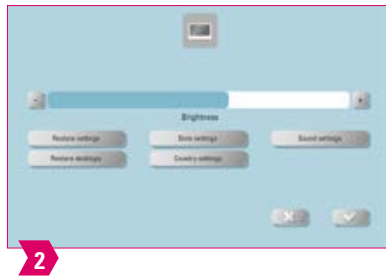 -
+
Brightness
Restore settings
Date settings
Sound settings
Restore desktops
Country settings
2